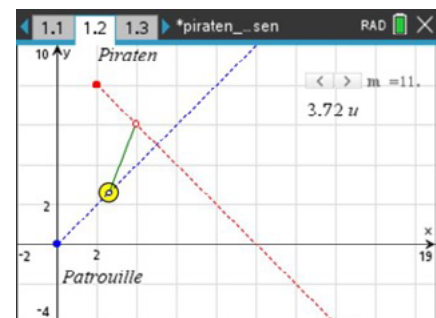 1.1 1.2 1.3 *piraten_...sen RAD
10 y Piraten
m =11.
3.72 u
2
x
-2 2 19
Patrouille
-4